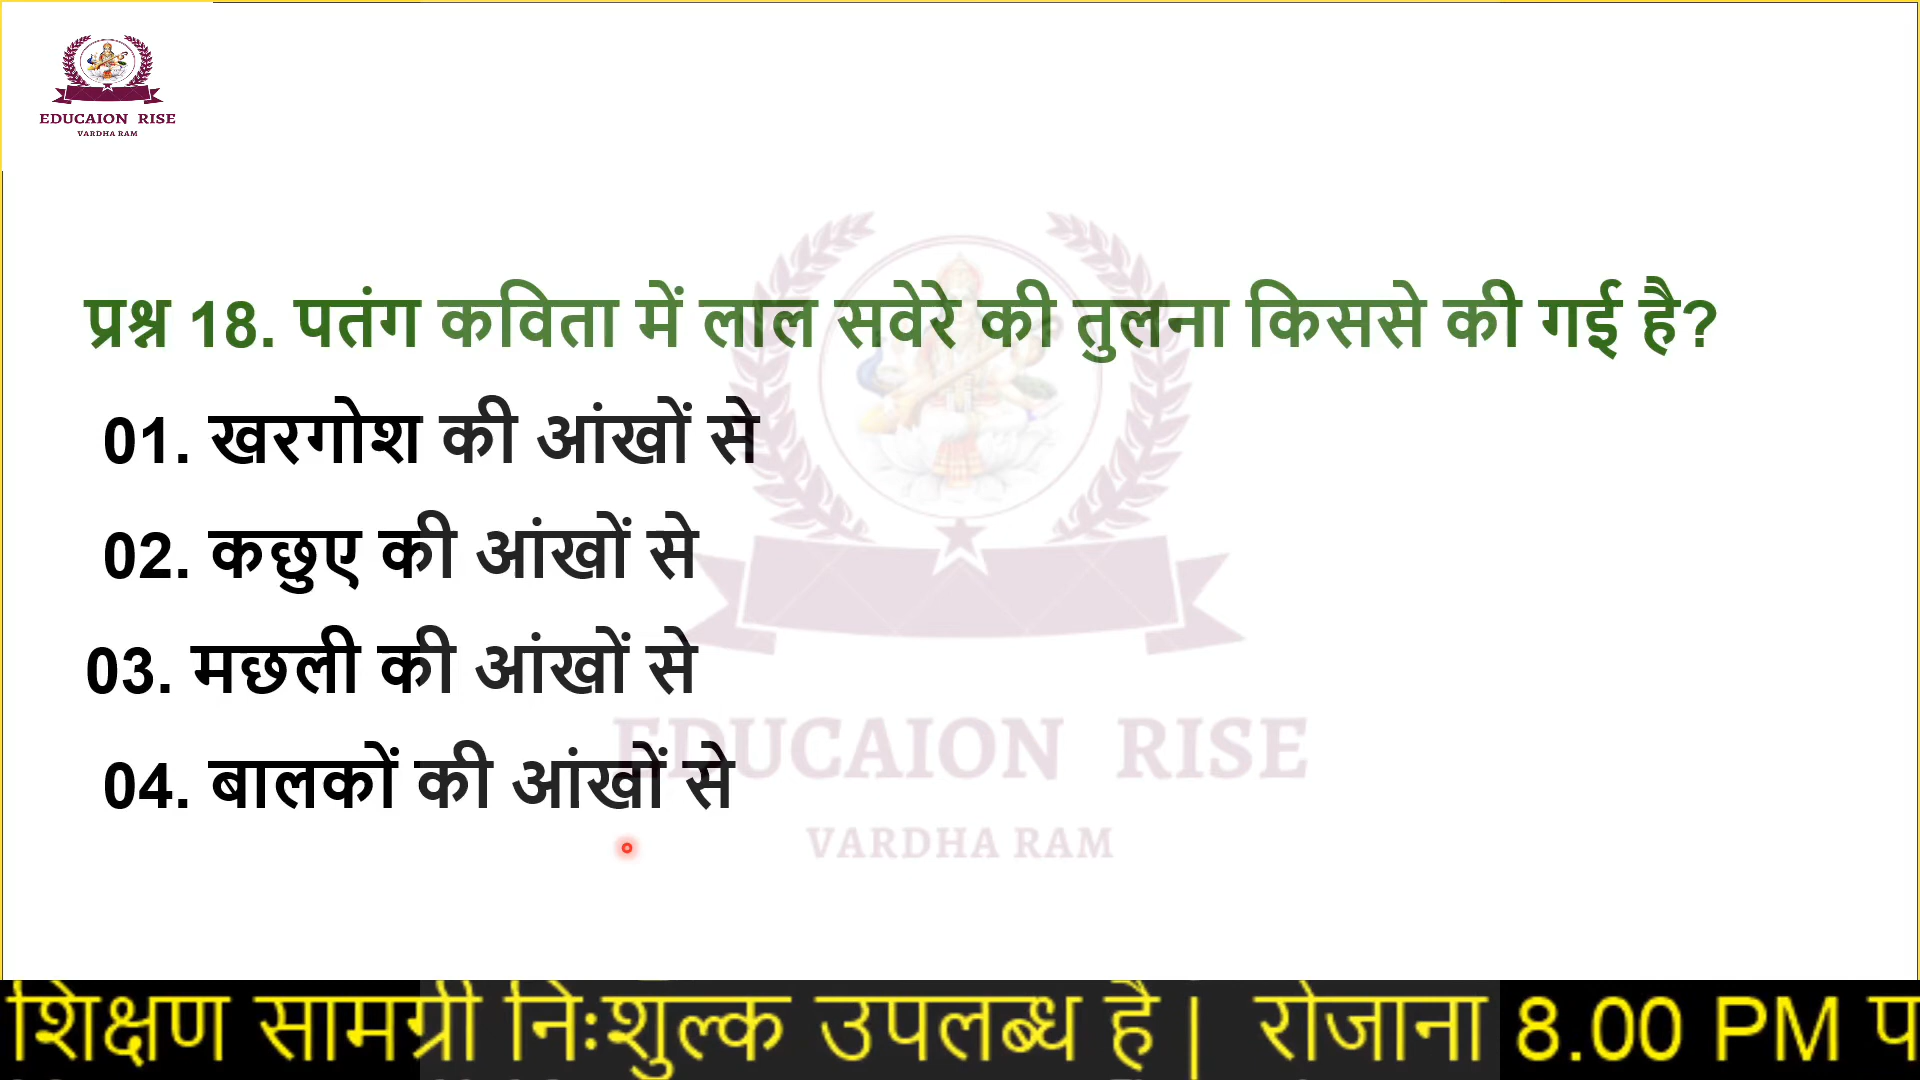 EDUCAION RISE
VARDHA RAM
प्रश्न 18. पतंग कविता में लाल सवेरे की तुलना किससे की गई है?
01. खरगोश की आंखों से
02. कछुए की आंखों से
03. मछली की आंखों से
04. बालकों की आंखों से
EDUCAION RISE
VARDHA RAM
शिक्षण सामग्री निःशुल्क उपलब्ध है | रोजाना 8.00 PM प